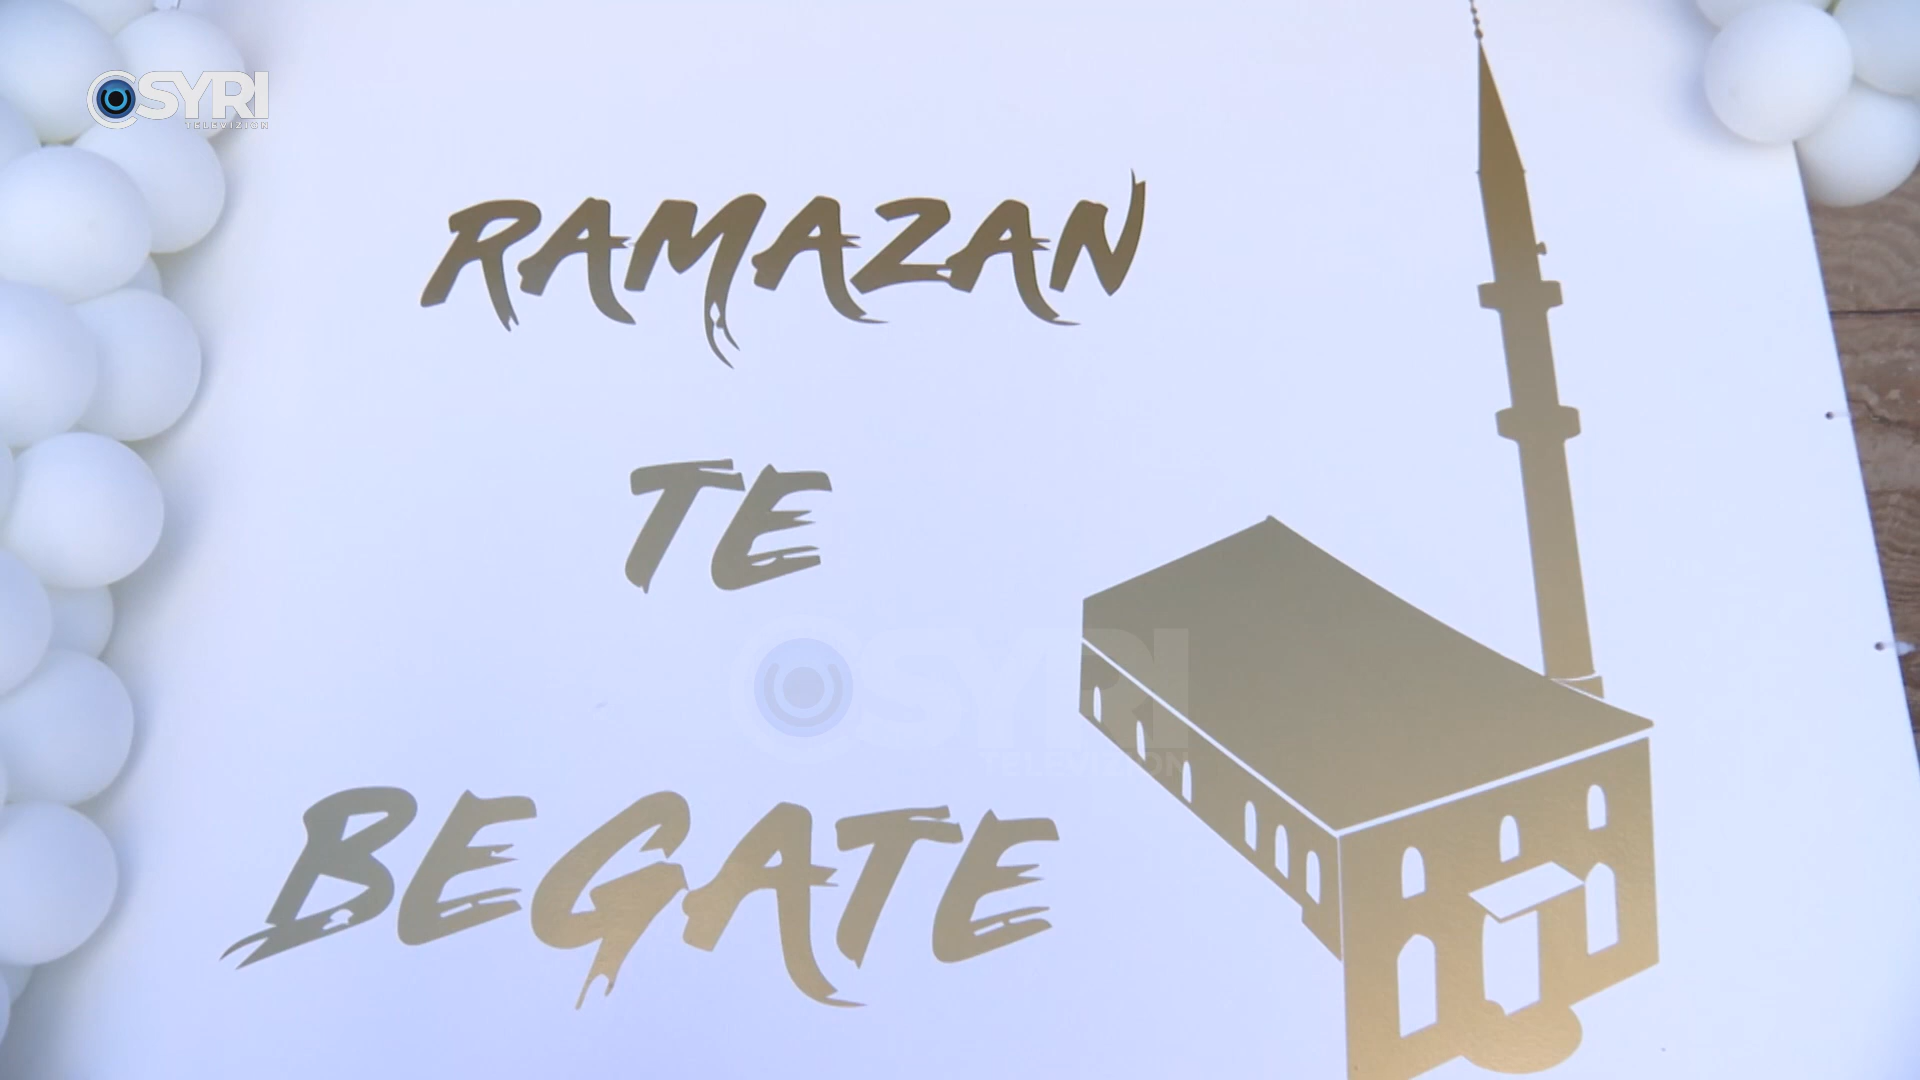 SYRI
TELEVIZION
RAMAZAN
TE
BEGATE
SYRI
TELEVIZION